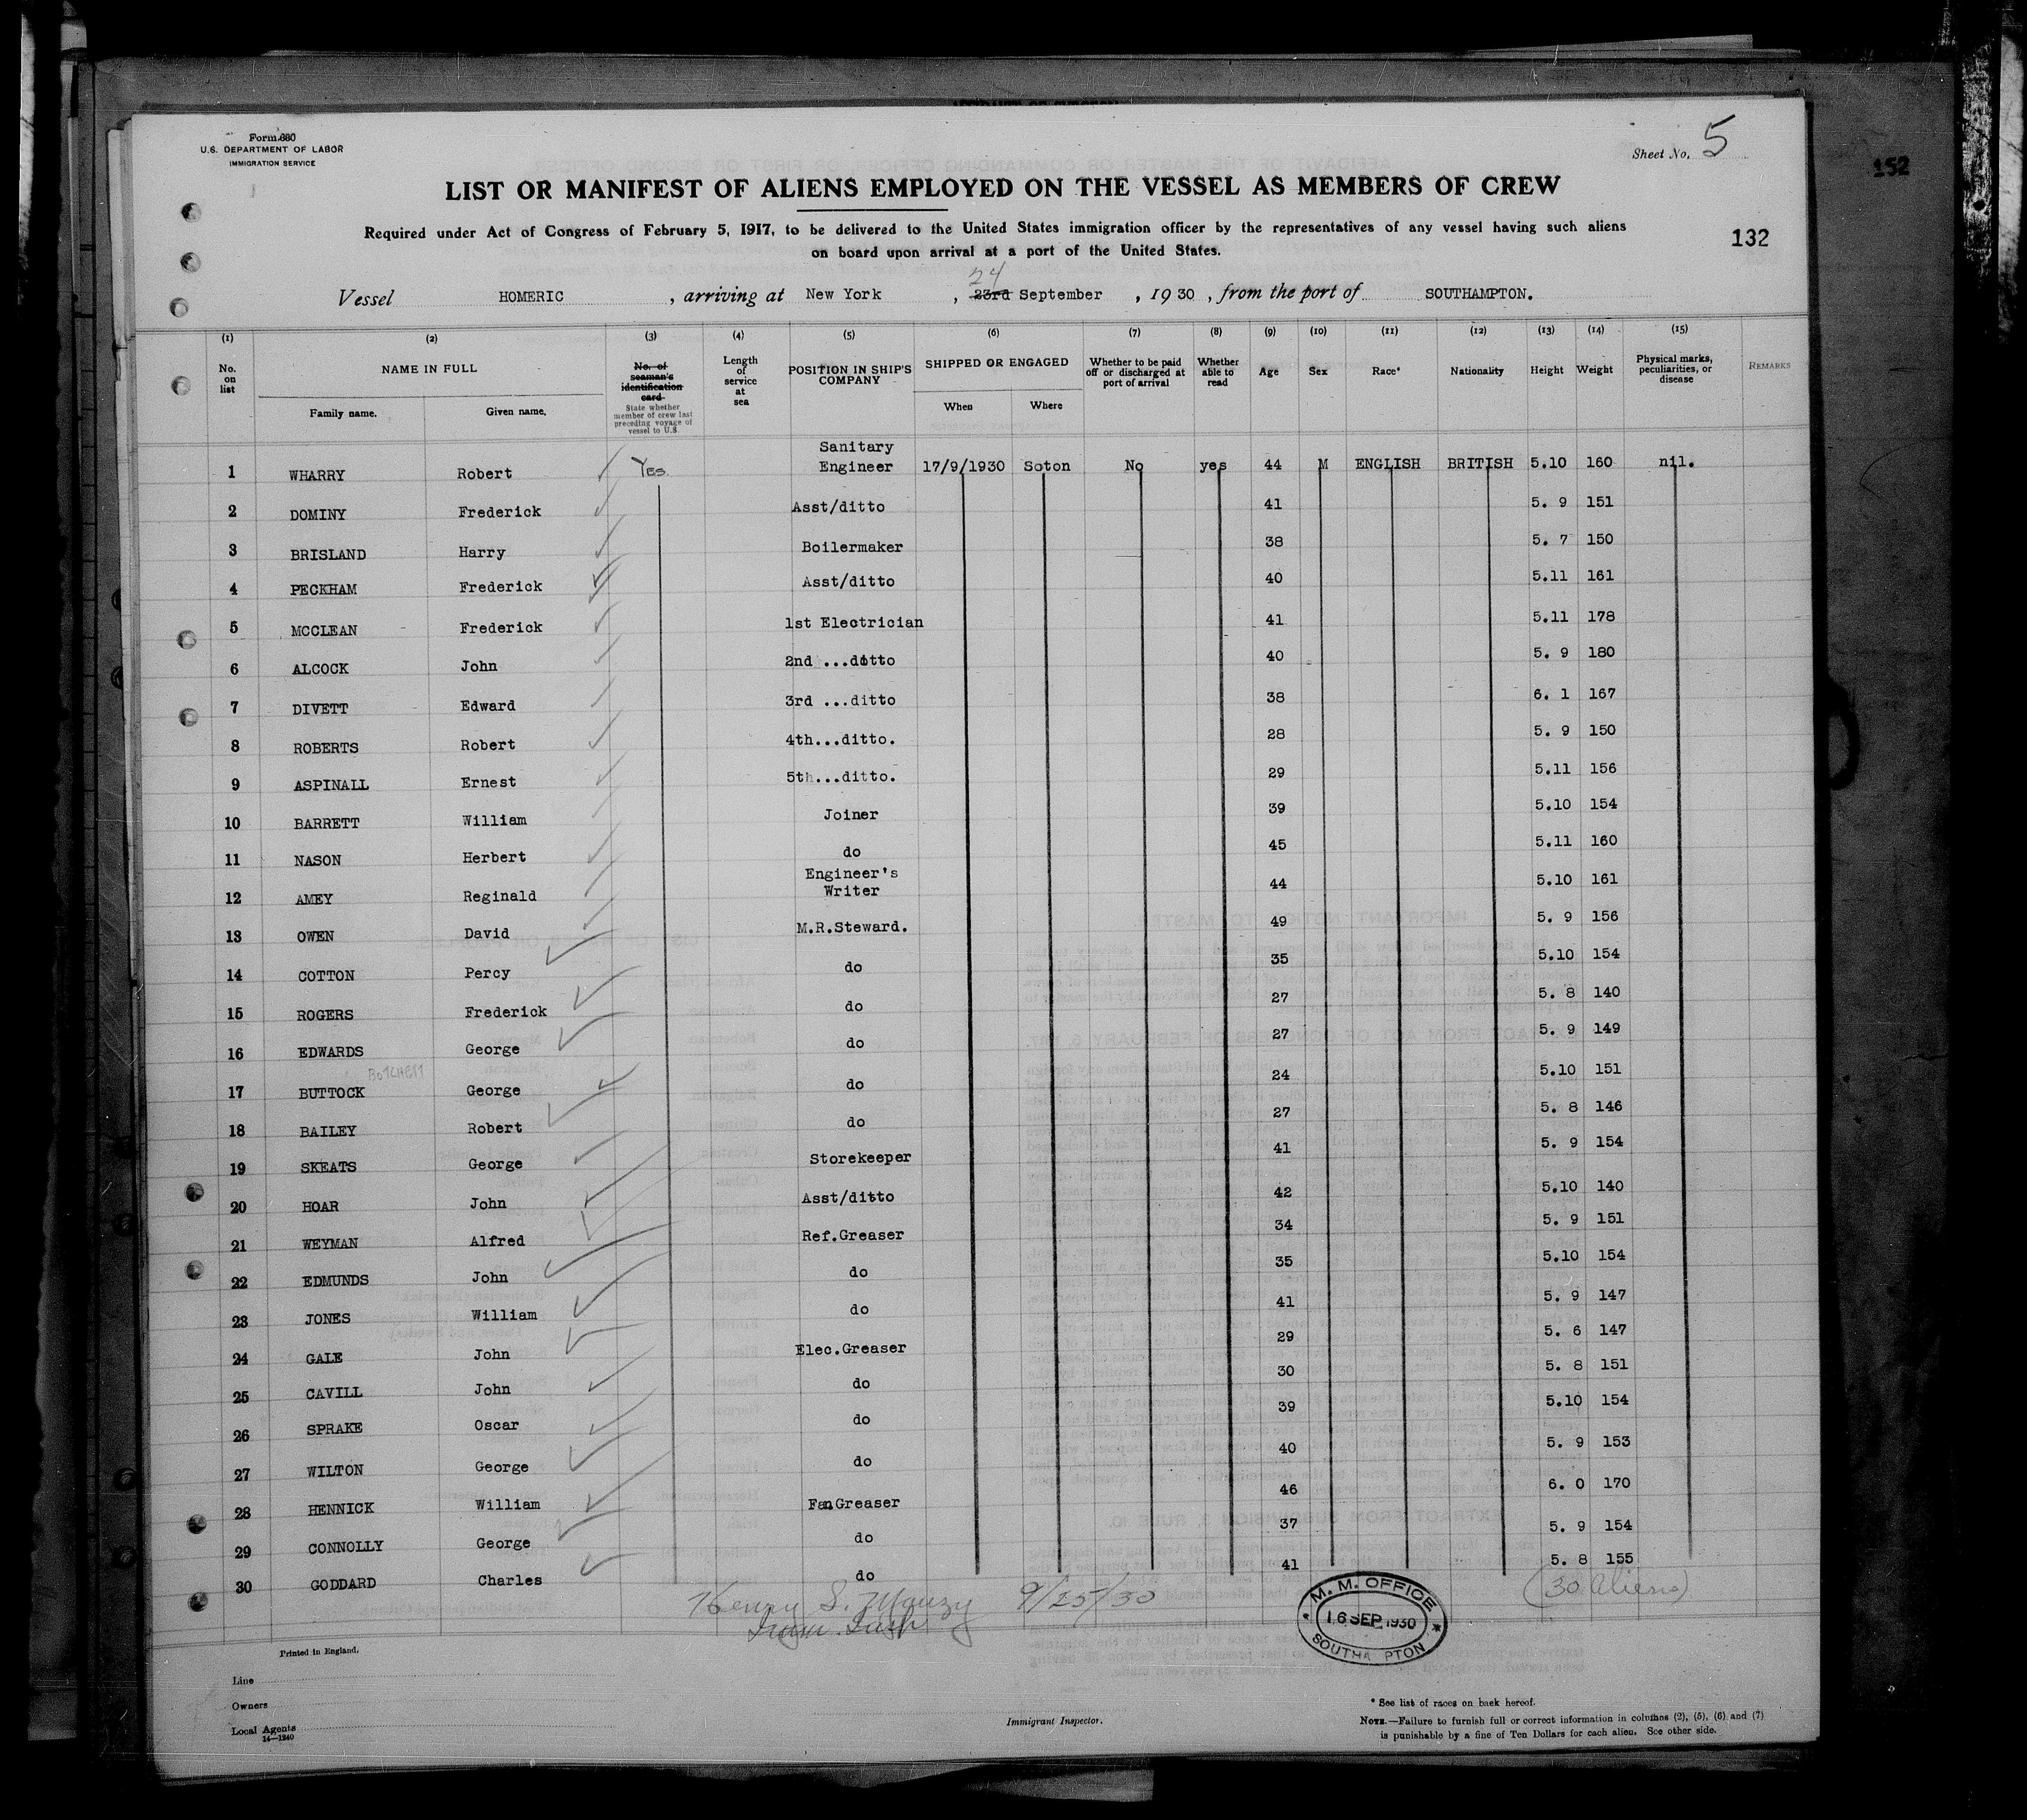 Form 680
U.S. DEPARTMENT OF LABOR
IMMIGRATION SERVICE
Sheet No. 5
152
LIST OR MANIFEST OF ALIENS EMPLOYED ON THE VESSEL AS MEMBERS OF CREW
Required under Act of Congress of February 5, 1917, to be delivered to the United States immigration officer by the representatives of any vessel having such aliens
on board upon arrival at a port of the United States.
132
24
Vessel HOMERIC , arriving at New York , 23rd September , 1930 , from the port of SOUTHAMPTON.
(1) (2) (3) (4) (5) (6) (7) (8) (9) (10) (11) (12) (13) (14) (15)
No. on list NAME IN FULL Family name. Given name. No. of seaman's identification card State whether member of crew last preceding voyage of vessel to U.S. Length of service at sea POSITION IN SHIP'S COMPANY SHIPPED OR ENGAGED When Where Whether to be paid off or discharged at port of arrival Whether able to read Age Sex Race* Nationality Height Weight Physical marks, peculiarities, or disease REMARKS
1 WHARRY Robert Yes Sanitary Engineer 17/9/1930 Soton No yes 44 M ENGLISH BRITISH 5.10 160 nil.
2 DOMINY Frederick Asst/ditto 41 5. 9 151
3 BRISLAND Harry Boilermaker 38 5. 7 150
4 PECKHAM Frederick Asst/ditto 40 5.11 161
5 MCCLEAN Frederick 1st Electrician 41 5.11 178
6 ALCOCK John 2nd ...ditto 40 5. 9 180
7 DIVETT Edward 3rd ...ditto 38 6. 1 167
8 ROBERTS Robert 4th...ditto. 28 5. 9 150
9 ASPINALL Ernest 5th...ditto. 29 5.11 156
10 BARRETT William Joiner 39 5.10 154
11 NASON Herbert do 45 5.11 160
12 AMEY Reginald Engineer's Writer 44 5.10 161
13 OWEN David M.R.Steward. 49 5. 9 156
14 COTTON Percy do 35 5.10 154
15 ROGERS Frederick do 27 5. 8 140
16 EDWARDS George do 27 5. 9 149
17 BUTTOCK George do 24 5.10 151
18 BAILEY Robert do 27 5. 8 146
19 SKEATS George Storekeeper 41 5. 9 154
20 HOAR John Asst/ditto 42 5.10 140
21 WEYMAN Alfred Ref.Greaser 34 5. 9 151
22 EDMUNDS John do 35 5.10 154
23 JONES William do 41 5. 9 147
24 GALE John Elec.Greaser 29 5. 6 147
25 CAVILL John do 30 5. 8 151
26 SPRAKE Oscar do 39 5.10 154
27 WILTON George do 40 5. 9 153
28 HENNICK William FanGreaser 46 6. 0 170
29 CONNOLLY George do 37 5. 9 154
30 GODDARD Charles do 41 5. 8 155
Henry S. 9/25/30
(30 aliens)
M. M. OFFICE
16 SEP 1930
SOUTHA PTON
Printed in England.
Line
Owners
Local Agents
14—1240
Immigrant Inspector.
* See list of races on back hereof.
NOTE.—Failure to furnish full or correct information in columns (2), (5), (6) and (7)
is punishable by a fine of Ten Dollars for each alien. See other side.